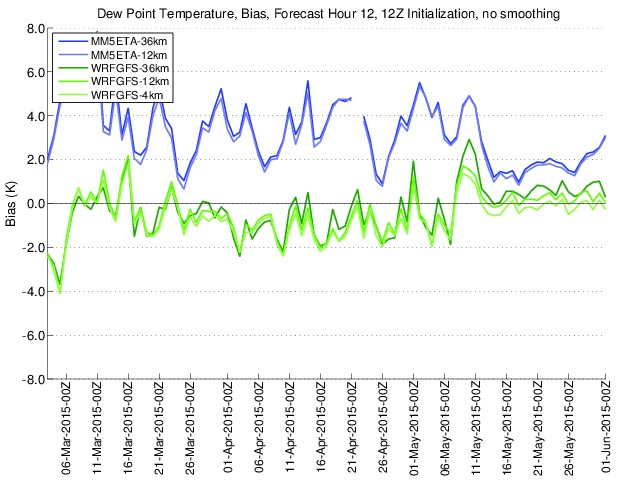 Dew Point Temperature, Bias, Forecast Hour 12, 12Z Initialization, no smoothing
8.0
6.0
4.0
2.0
0.0
-2.0
-4.0
-6.0
-8.0
Bias (K)
MM5ETA-36km
MM5ETA-12km
WRFGFS-36km
WRFGFS-12km
WRFGFS-4km
06-Mar-2015-00Z
11-Mar-2015-00Z
16-Mar-2015-00Z
21-Mar-2015-00Z
26-Mar-2015-00Z
01-Apr-2015-00Z
06-Apr-2015-00Z
11-Apr-2015-00Z
16-Apr-2015-00Z
21-Apr-2015-00Z
26-Apr-2015-00Z
01-May-2015-00Z
06-May-2015-00Z
11-May-2015-00Z
16-May-2015-00Z
21-May-2015-00Z
26-May-2015-00Z
01-Jun-2015-00Z